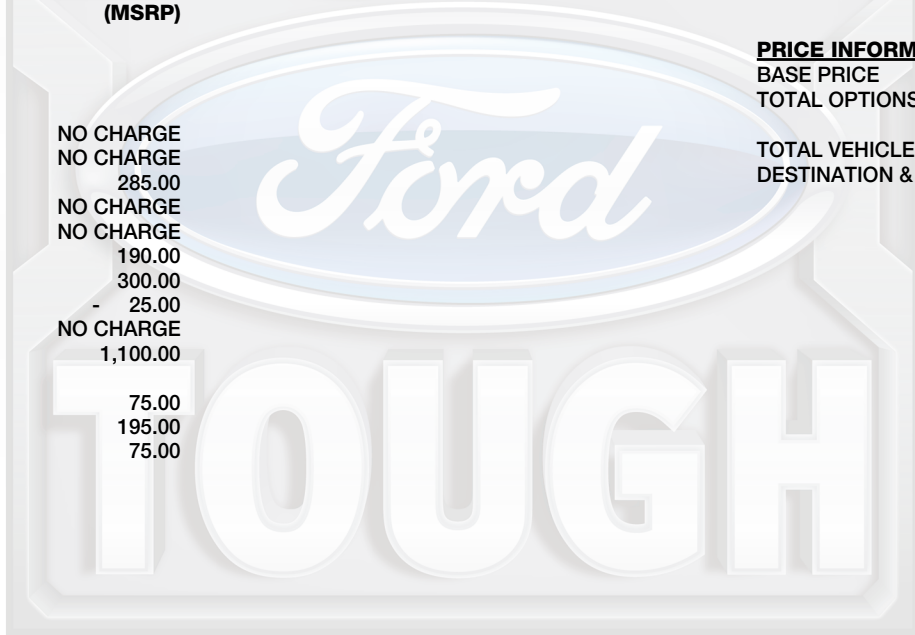 (MSRP)
NO CHARGE
NO CHARGE
285.00
NO CHARGE
NO CHARGE
190.00
300.00
- 25.00
NO CHARGE
1,100.00
75.00
195.00
75.00
PRICE INFORM
BASE PRICE
TOTAL OPTIONS
TOTAL VEHICLE
DESTINATION &
Ford
TOUGH